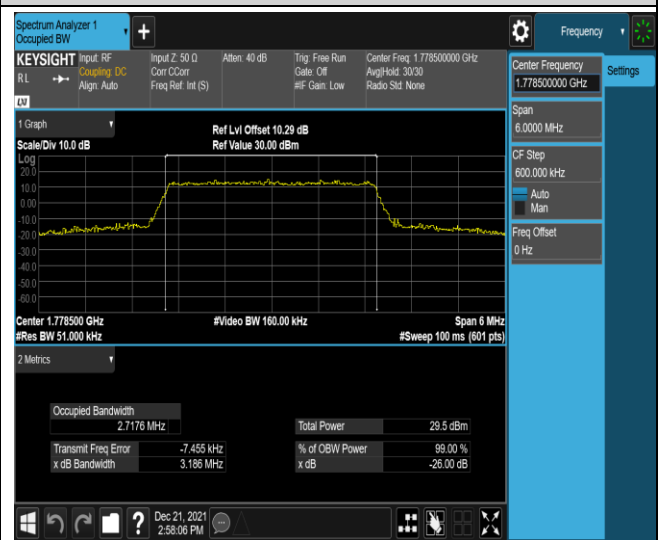 Spectrum Analyzer 1
Occupied BW
+
Frequency
KEYSIGHT
RL
LXI
Input: RF
Coupling: DC
Align: Auto
Input Z: 50 Ω
Corr CCorr
Freq Ref: Int (S)
Atten: 40 dB
Trig: Free Run
Gate: Off
#IF Gain: Low
Center Freq: 1.778500000 GHz
Avg|Hold: 30/30
Radio Std: None
Center Frequency
1.778500000 GHz
Settings
Span
6.0000 MHz
CF Step
600.000 kHz
Auto
Man
Freq Offset
0 Hz
1 Graph
Scale/Div 10.0 dB
Ref Lvl Offset 10.29 dB
Ref Value 30.00 dBm
Log
20.0
10.0
0.00
-10.0
-20.0
-30.0
-40.0
-50.0
-60.0
Center 1.778500 GHz
#Video BW 160.00 kHz
Span 6 MHz
#Res BW 51.000 kHz
#Sweep 100 ms (601 pts)
2 Metrics
Occupied Bandwidth
2.7176 MHz
Total Power 29.5 dBm
Transmit Freq Error -7.455 kHz
% of OBW Power 99.00 %
x dB Bandwidth 3.186 MHz
x dB -26.00 dB
?
Dec 21, 2021
2:58:06 PM